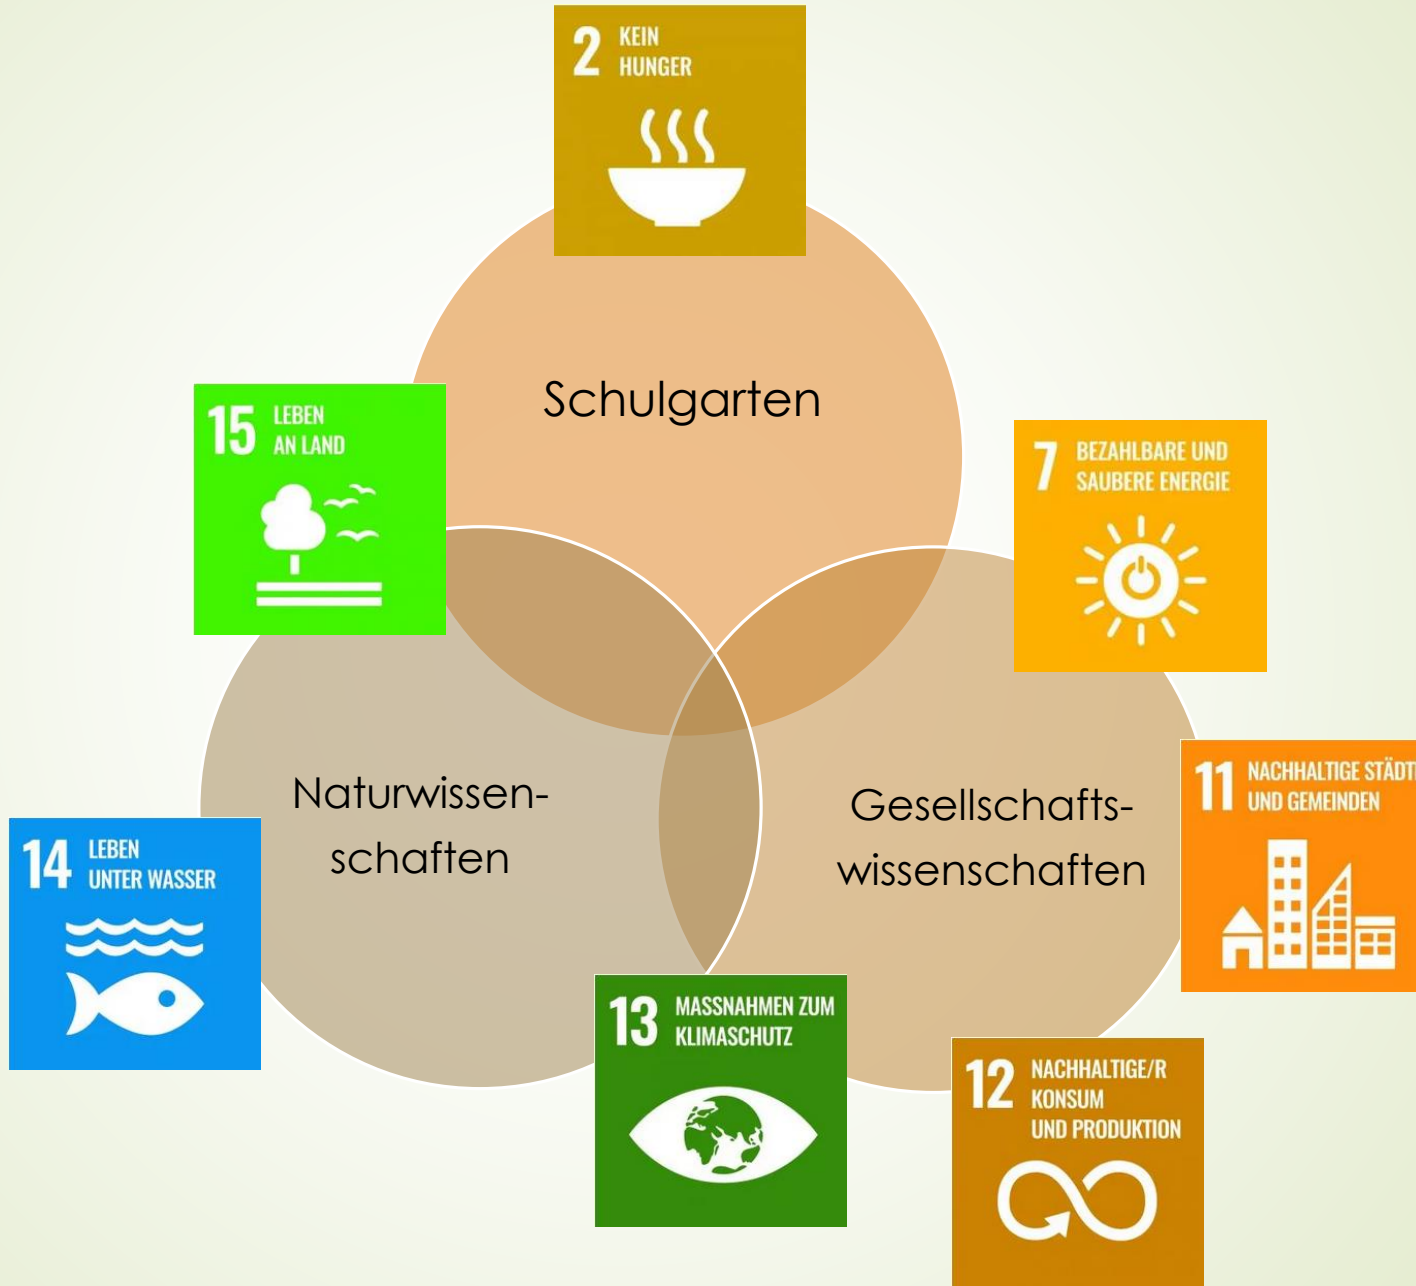 2 KEIN
HUNGER
Schulgarten
15 LEBEN
AN LAND
7 BEZAHLBARE UND
SAUBERE ENERGIE
Naturwissen-
schaften
Gesellschafts-
wissenschaften
11 NACHHALTIGE STÄDTE
UND GEMEINDEN
14 LEBEN
UNTER WASSER
13 MASSNAHMEN ZUM
KLIMASCHUTZ
12 NACHHALTIGE/R
KONSUM
UND PRODUKTION